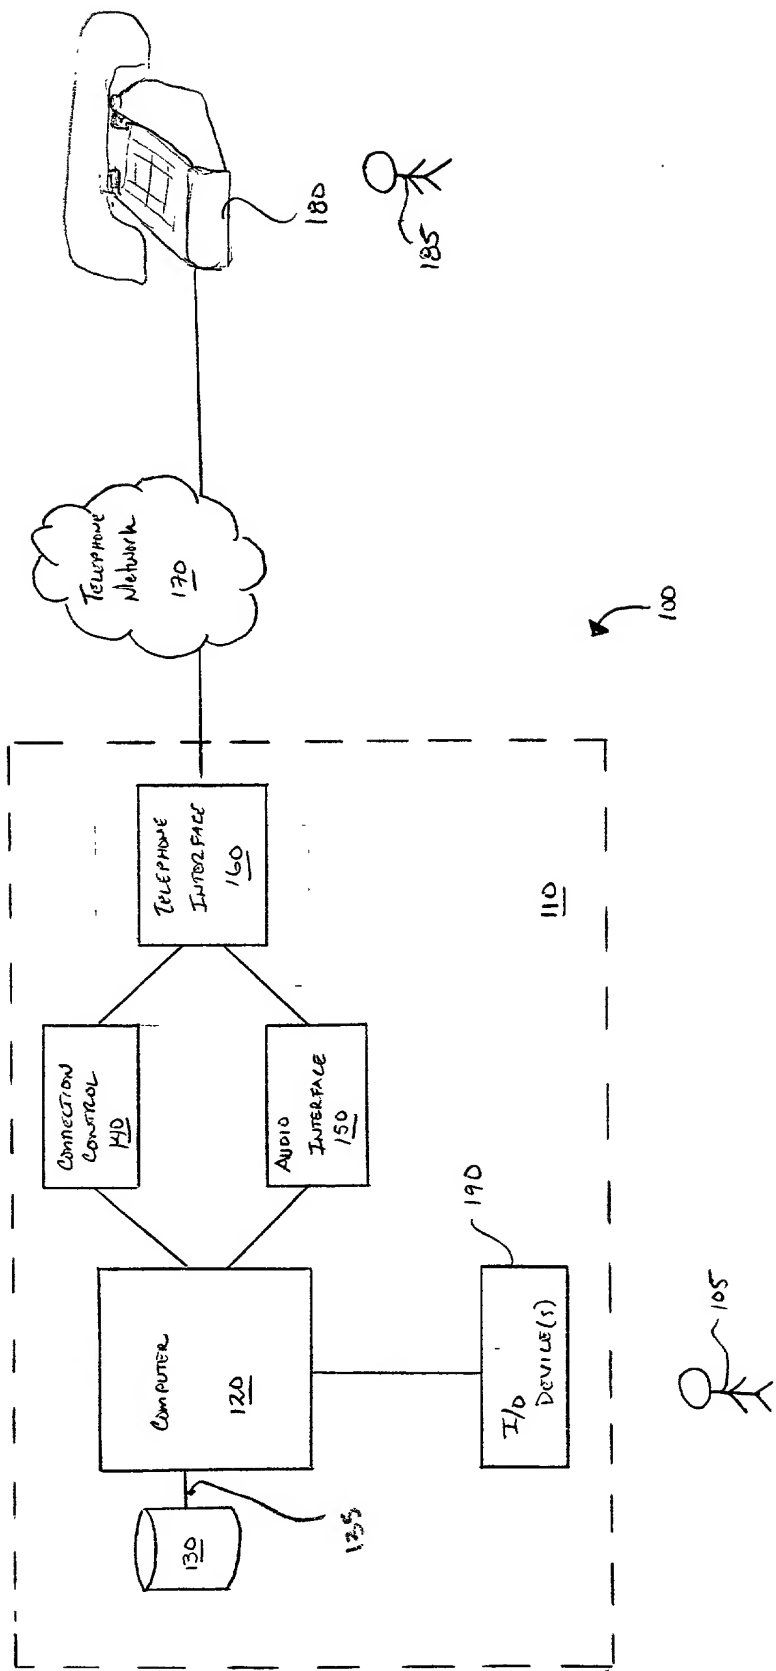 TELEPHONE
Network
170
180
185
100
TELEPHONE
INTERFACE
160
110
CONNECTION
CONTROL
140
AUDIO
INTERFACE
150
190
COMPUTER
120
I/O
DEVICE(S)
105
130
125